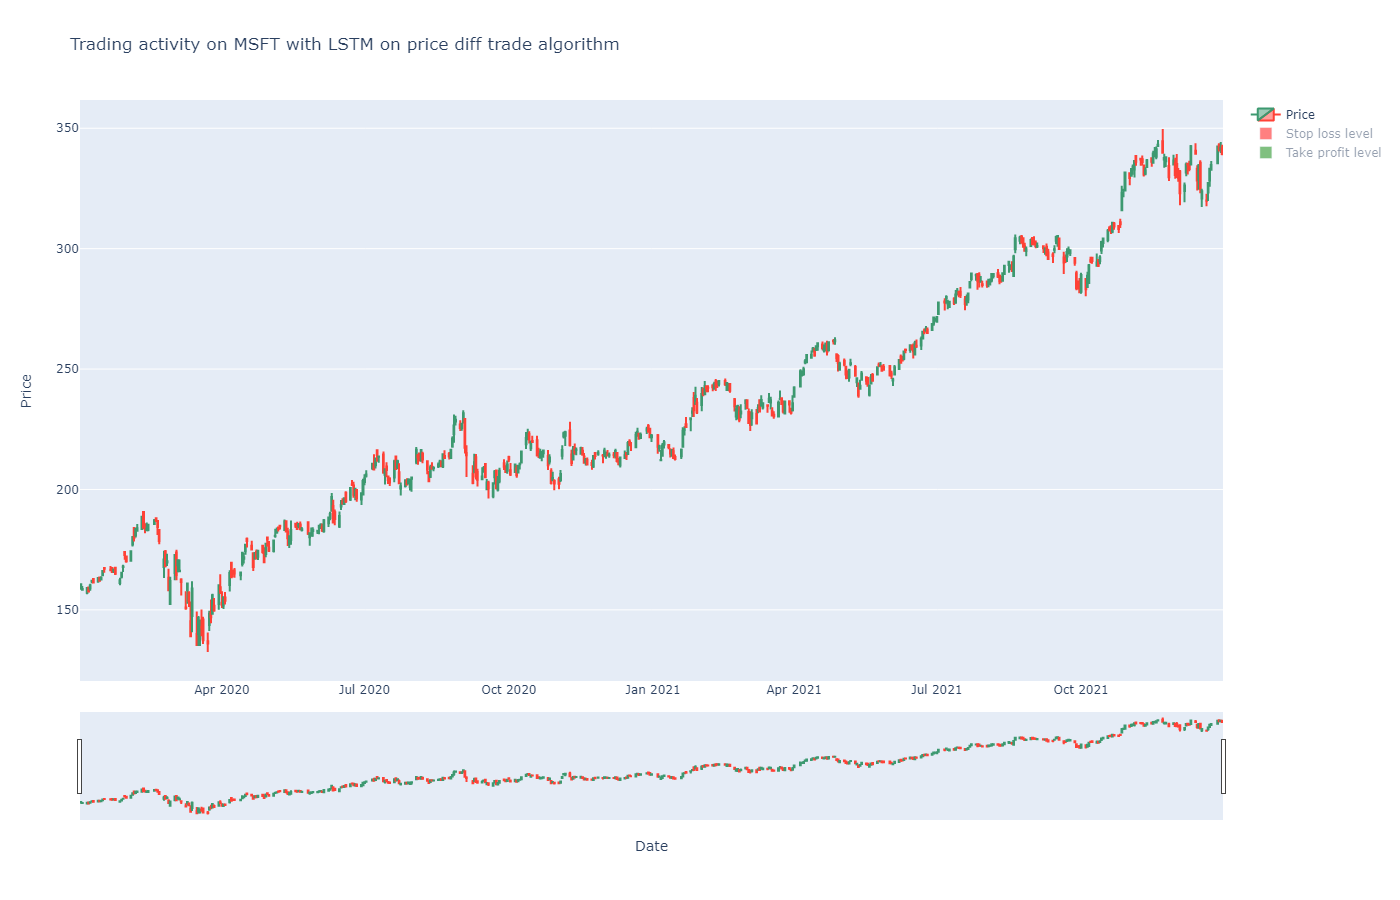 Trading activity on MSFT with LSTM on price diff trade algorithm
Price
Stop loss level
Take profit level
350
300
250
200
150
Price
Apr 2020
Jul 2020
Oct 2020
Jan 2021
Apr 2021
Jul 2021
Oct 2021
Date